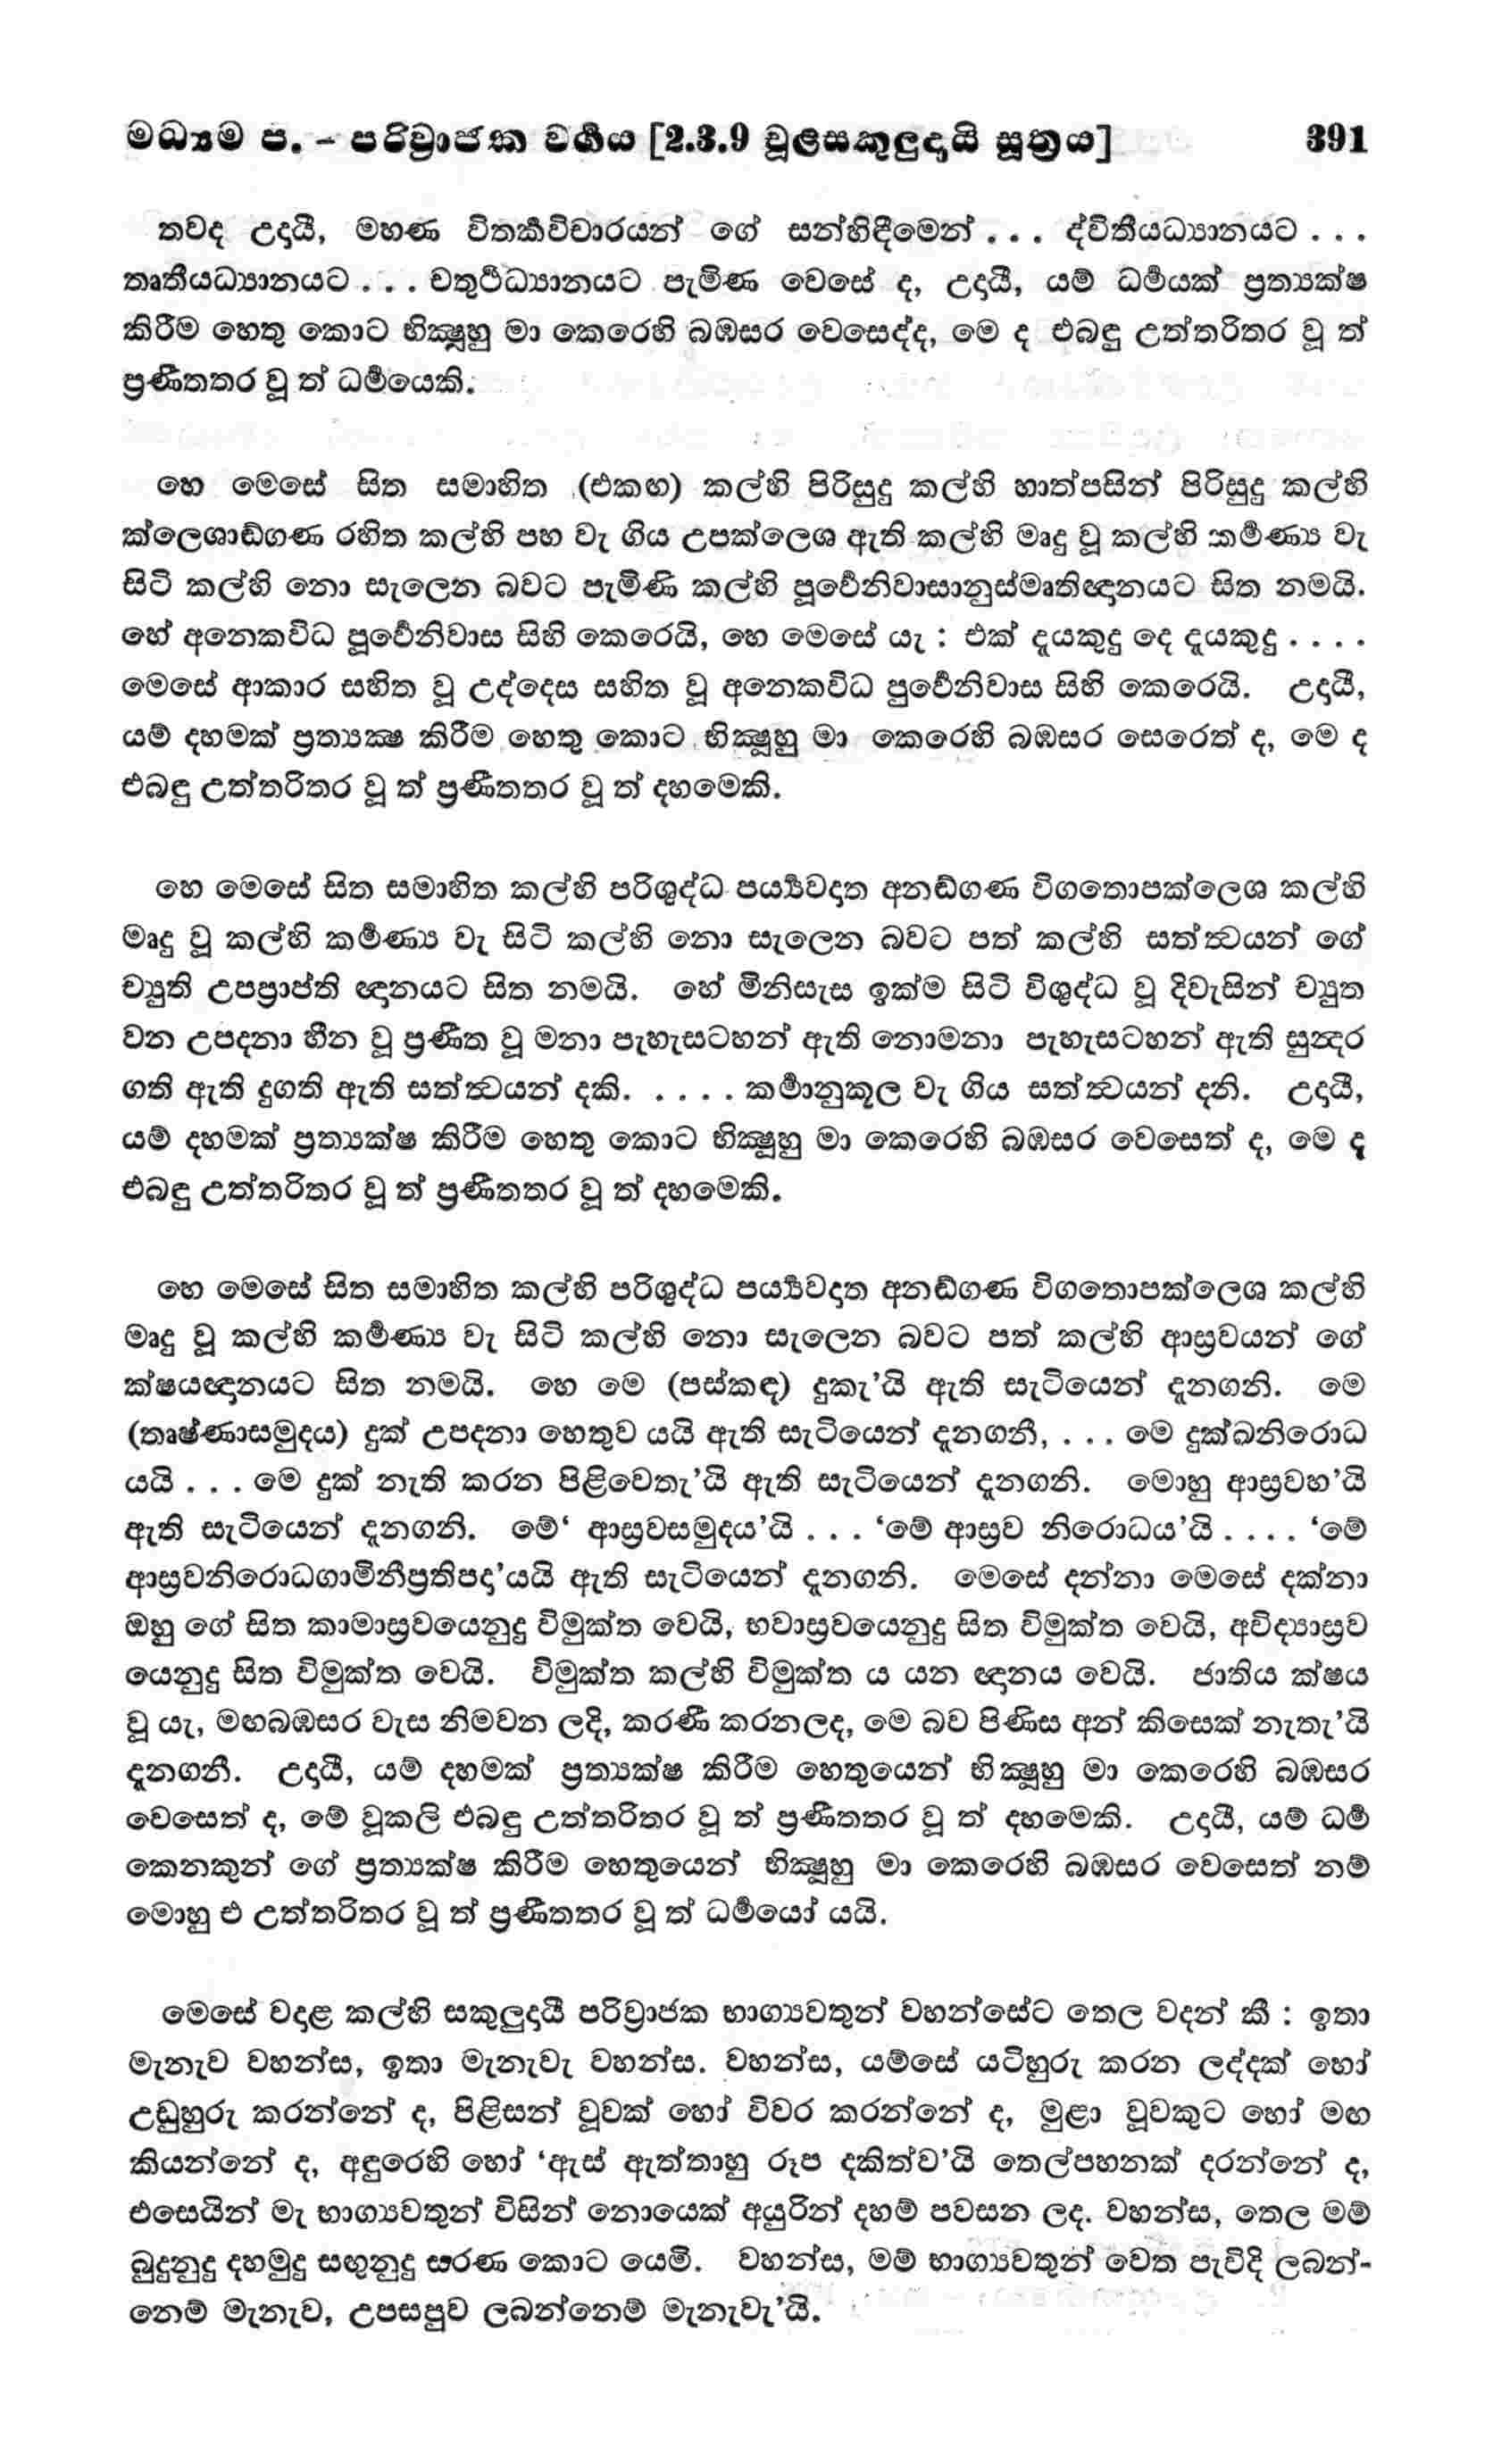 මධ්‍යම ප. – පරිව්‍රාජක වර්‍ගය [2.3.9 චූළසකුලුදායි සූත්‍රය] 391
තවද උදායී, මහණ විතර්‍කවිචාරයන් ගේ සන්හිඳීමෙන් . . . ද්විතීයධ්‍යානයට . . .
තෘතීයධ්‍යානයට . . . චතුර්‍ථධ්‍යානයට පැමිණ වෙසේ ද, උදායී, යම් ධර්‍මයක් ප්‍රත්‍යක්ෂ
කිරීම හෙතු කොට භික්‍ෂූහු මා කෙරෙහි බඹසර වෙසෙද්ද, මෙ ද එබඳු උත්තරිතර වූ ත්
ප්‍රණීතතර වූ ත් ධර්‍මයෙකි.
හෙ මෙසේ සිත සමාහිත (එකඟ) කල්හි පිරිසුදු කල්හි හාත්පසින් පිරිසුදු කල්හි
ක්ලෙශාඞ්ගණ රහිත කල්හි පහ වැ ගිය උපක්ලෙශ ඇති කල්හි මෘදු වූ කල්හි කර්‍මණ්‍ය වැ
සිටි කල්හි නො සැලෙන බවට පැමිණි කල්හි පූර්‍වෙනිවාසානුස්මෘතිඥානයට සිත නමයි.
හේ අනෙකවිධ පූර්‍වෙනිවාස සිහි කෙරෙයි, හෙ මෙසේ යැ : එක් දැයකුදු දෙ දැයකුදු . . . .
මෙසේ ආකාර සහිත වූ උද්දෙස සහිත වූ අනෙකවිධ පුර්‍වෙනිවාස සිහි කෙරෙයි. උදායී,
යම් දහමක් ප්‍රත්‍යක්‍ෂ කිරීම හෙතු කොට භික්‍ෂූහු මා කෙරෙහි බඹසර සෙරෙත් ද, මෙ ද
එබඳු උත්තරිතර වූ ත් ප්‍රණීතතර වූ ත් දහමෙකි.
හෙ මෙසේ සිත සමාහිත කල්හි පරිශුද්ධ පර්‍ය්‍යවදාත අනඞ්ගණ විගතොපක්ලෙශ කල්හි
මෘදු වූ කල්හි කර්‍මණ්‍ය වැ සිටි කල්හි නො සැලෙන බවට පත් කල්හි සත්ත්‍වයන් ගේ
ච්‍යුති උපප්‍රාප්ති ඥානයට සිත නමයි. හේ මිනිසැස ඉක්ම සිටි විශුද්ධ වූ දිවැසින් ච්‍යුත
වන උපදනා හීන වූ ප්‍රණීත වූ මනා පැහැසටහන් ඇති නොමනා පැහැසටහන් ඇති සුන්‍දර
ගති ඇති දුගති ඇති සත්ත්‍වයන් දකි. . . . . කර්‍මානුකූල වැ ගිය සත්ත්‍වයන් දනි. උදායී,
යම් දහමක් ප්‍රත්‍යක්ෂ කිරීම හෙතු කොට භික්‍ෂූහු මා කෙරෙහි බඹසර වෙසෙත් ද, මෙ ද
එබඳු උත්තරිතර වූ ත් ප්‍රණීතතර වූ ත් දහමෙකි.
හෙ මෙසේ සිත සමාහිත කල්හි පරිශුද්ධ පර්‍ය්‍යවදාත අනඞ්ගණ විගතොපක්ලෙශ කල්හි
මෘදු වූ කල්හි කර්‍මණ්‍ය වැ සිටි කල්හි නො සැලෙන බවට පත් කල්හි ආස්‍රවයන් ගේ
ක්ෂයඥානයට සිත නමයි. හෙ මෙ (පස්කඳ) දුකැ’යි ඇති සැටියෙන් දැනගනි. මෙ
(තෘෂ්ණාසමුදය) දුක් උපදනා හෙතුව යයි ඇති සැටියෙන් දැනගනී, . . . මෙ දුක්ඛනිරොධ
යයි . . . මෙ දුක් නැති කරන පිළිවෙතැ’යි ඇති සැටියෙන් දැනගනි. මොහු ආස්‍රවහ’යි
ඇති සැටියෙන් දැනගනි. මේ‘ ආස්‍රවසමුදය’යි . . . ‘මේ ආස්‍රව නිරොධය’යි . . . . ‘මේ
ආස්‍රවනිරොධගාමිනීප්‍රතිපදා’යයි ඇති සැටියෙන් දැනගනි. මෙසේ දන්නා මෙසේ දක්නා
ඔහු ගේ සිත කාමාස්‍රවයෙනුදු විමුක්ත වෙයි, භවාස්‍රවයෙනුදු සිත විමුක්ත වෙයි, අවිද්‍යාස්‍රව
යෙනුදු සිත විමුක්ත වෙයි. විමුක්ත කල්හි විමුක්ත ය යන ඥානය වෙයි. ජාතිය ක්ෂය
වූ යැ, මඟබඹසර වැස නිමවන ලදි, කරණී කරනලද, මෙ බව පිණිස අන් කිසෙක් නැතැ’යි
දැනගනී. උදායී, යම් දහමක් ප්‍රත්‍යක්ෂ කිරීම හෙතුයෙන් භික්‍ෂූහු මා කෙරෙහි බඹසර
වෙසෙත් ද, මේ වූකලි එබඳු උත්තරිතර වූ ත් ප්‍රණීතතර වූ ත් දහමෙකි. උදායී, යම් ධර්‍ම
කෙනකුන් ගේ ප්‍රත්‍යක්ෂ කිරීම හෙතුයෙන් භික්‍ෂූහු මා කෙරෙහි බඹසර වෙසෙත් නම්
මොහු එ උත්තරිතර වූ ත් ප්‍රණීතතර වූ ත් ධර්‍මයෝ යයි.
මෙසේ වදාළ කල්හි සකුලුදායී පරිව්‍රාජක භාග්‍යවතුන් වහන්සේට තෙල වදන් කී : ඉතා
මැනැව වහන්ස, ඉතා මැනැවැ වහන්ස. වහන්ස, යම්සේ යටිහුරු කරන ලද්දක් හෝ
උඩුහුරු කරන්නේ ද, පිළිසන් වූවක් හෝ විවර කරන්නේ ද, මුළා වූවකුට හෝ මඟ
කියන්නේ ද, අඳුරෙහි හෝ ‘ඇස් ඇත්තාහු රූප දකිත්ව’යි තෙල්පහනක් දරන්නේ ද,
එසෙයින් මැ භාග්‍යවතුන් විසින් නොයෙක් අයුරින් දහම් පවසන ලද. වහන්ස, තෙල මම්
බුදුනුදු දහමුදු සඟුනුදු සරණ කොට යෙමි. වහන්ස, මම් භාග්‍යවතුන් වෙත පැවිදි ලබන්-
නෙම් මැනැව, උපසපුව ලබන්නෙම් මැනැවැ’යි.